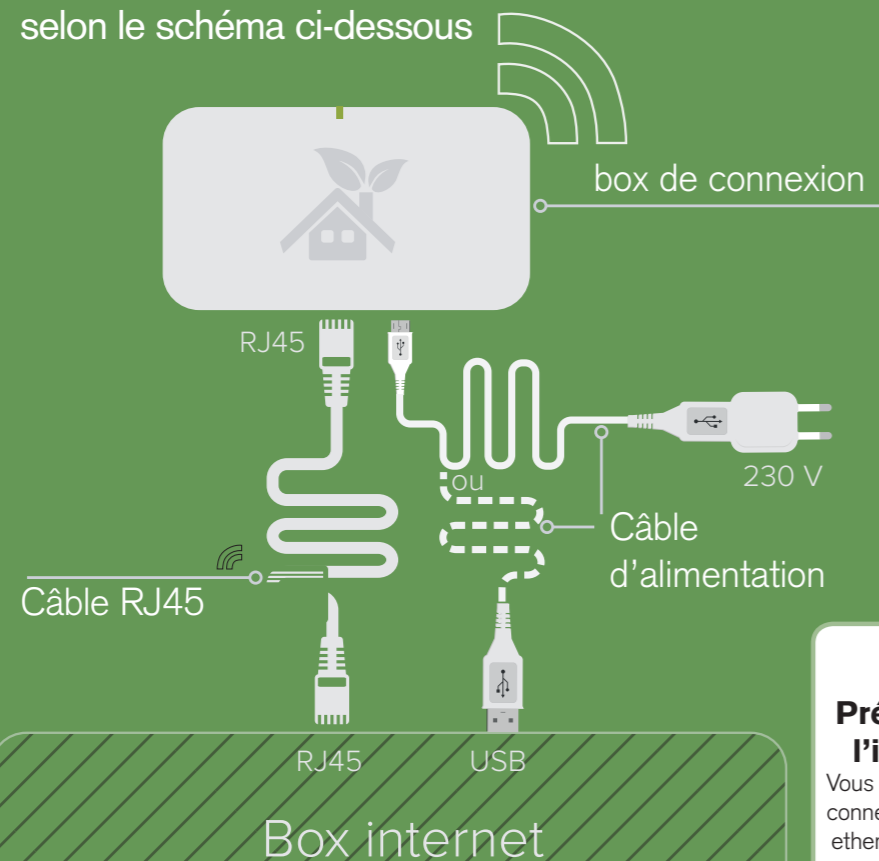 selon le schéma ci-dessous
box de connexion
RJ45
230 V
ou
Câble
d'alimentation
Câble RJ45
RJ45
USB
Box internet
Vous